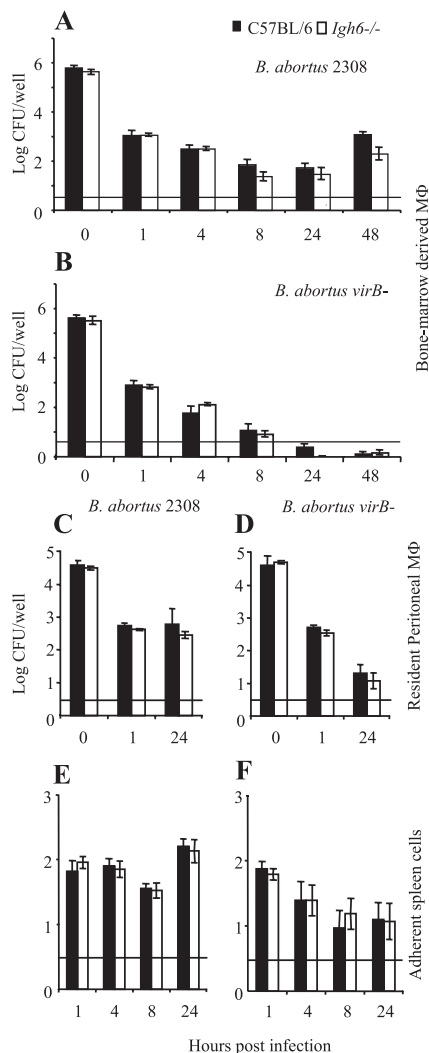 A
C57BL/6 Igh6-/-
B. abortus 2308
Log CFU/well
6
4
2
0
0 1 4 8 24 48
B
B. abortus virB-
Log CFU/well
6
4
2
0
0 1 4 8 24 48
Bone-marrow derived MΦ
B. abortus 2308
B. abortus virB-
C
Log CFU/well
5
4
3
2
1
0
0 1 24
D
5
4
3
2
1
0
0 1 24
Resident Peritoneal MΦ
E
3
2
1
0
1 4 8 24
F
3
2
1
0
1 4 8 24
Adherent spleen cells
Hours post infection